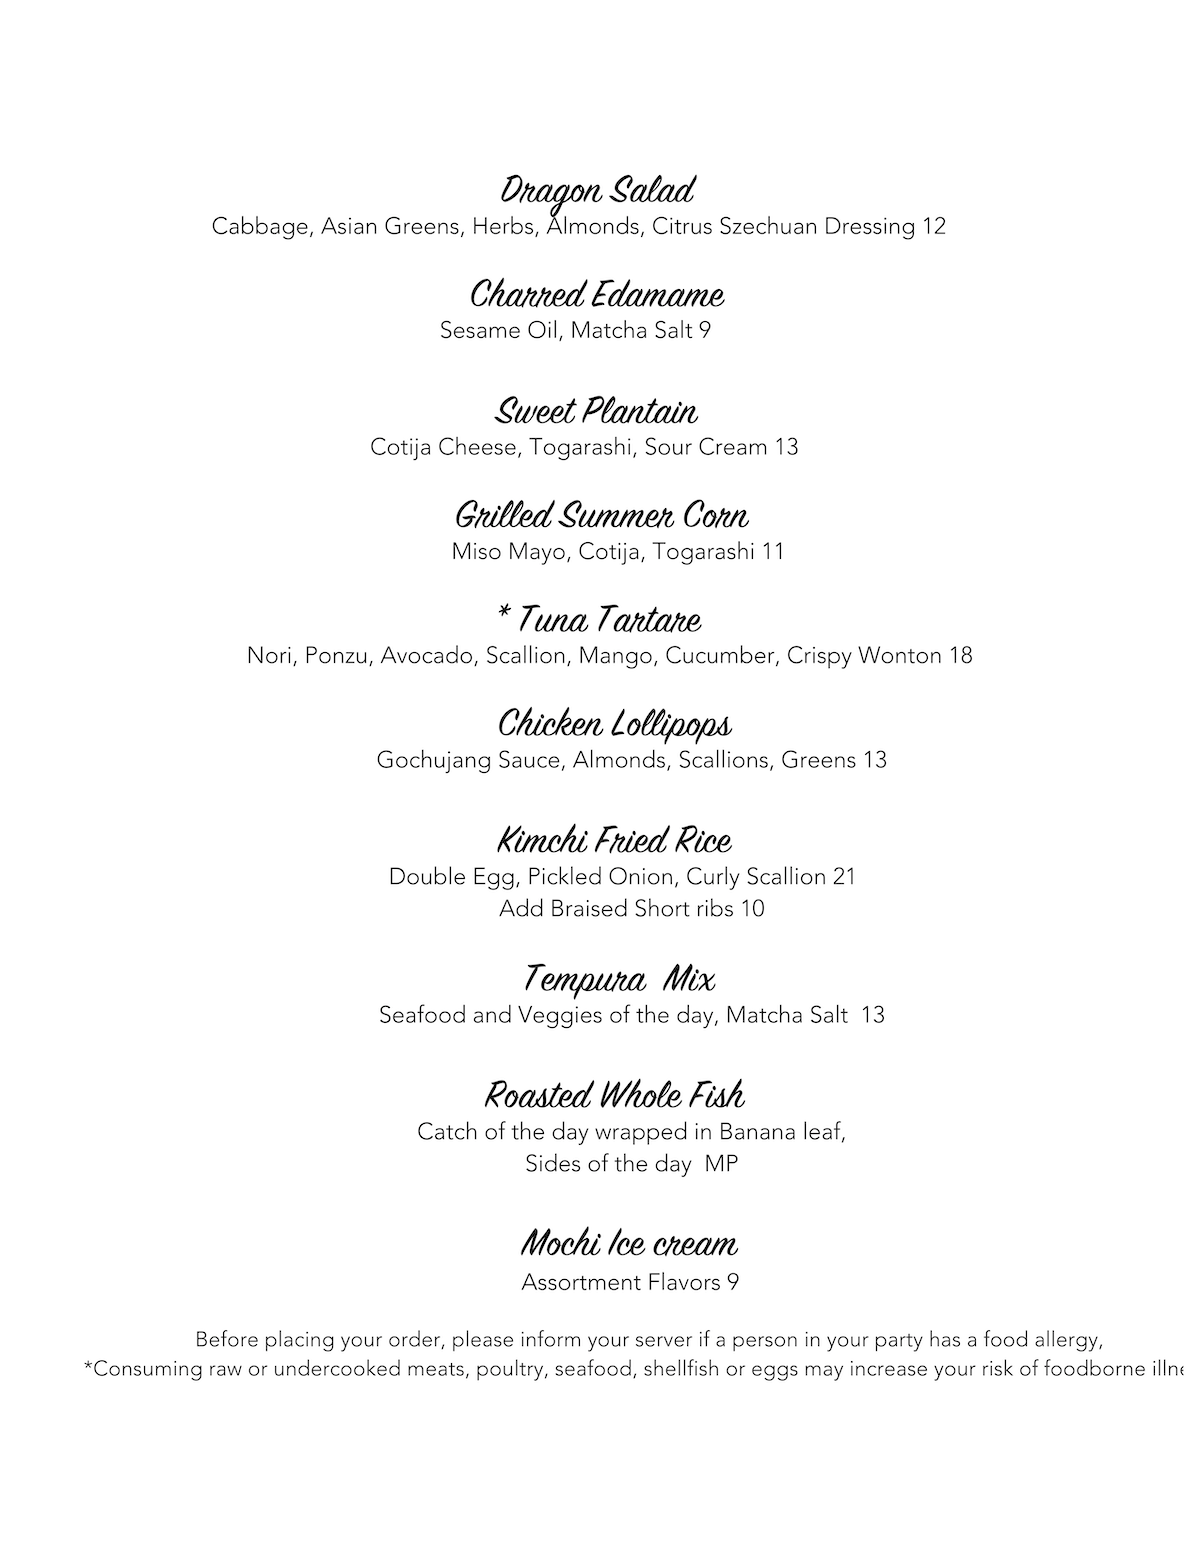 Dragon Salad
Cabbage, Asian Greens, Herbs, Almonds, Citrus Szechuan Dressing 12
Charred Edamame
Sesame Oil, Matcha Salt 9
Sweet Plantain
Cotija Cheese, Togarashi, Sour Cream 13
Grilled Summer Corn
Miso Mayo, Cotija, Togarashi 11
* Tuna Tartare
Nori, Ponzu, Avocado, Scallion, Mango, Cucumber, Crispy Wonton 18
Chicken Lollipops
Gochujang Sauce, Almonds, Scallions, Greens 13
Kimchi Fried Rice
Double Egg, Pickled Onion, Curly Scallion 21
Add Braised Short ribs 10
Tempura Mix
Seafood and Veggies of the day, Matcha Salt 13
Roasted Whole Fish
Catch of the day wrapped in Banana leaf,
Sides of the day MP
Mochi Ice cream
Assortment Flavors 9
Before placing your order, please inform your server if a person in your party has a food allergy,
*Consuming raw or undercooked meats, poultry, seafood, shellfish or eggs may increase your risk of foodborne